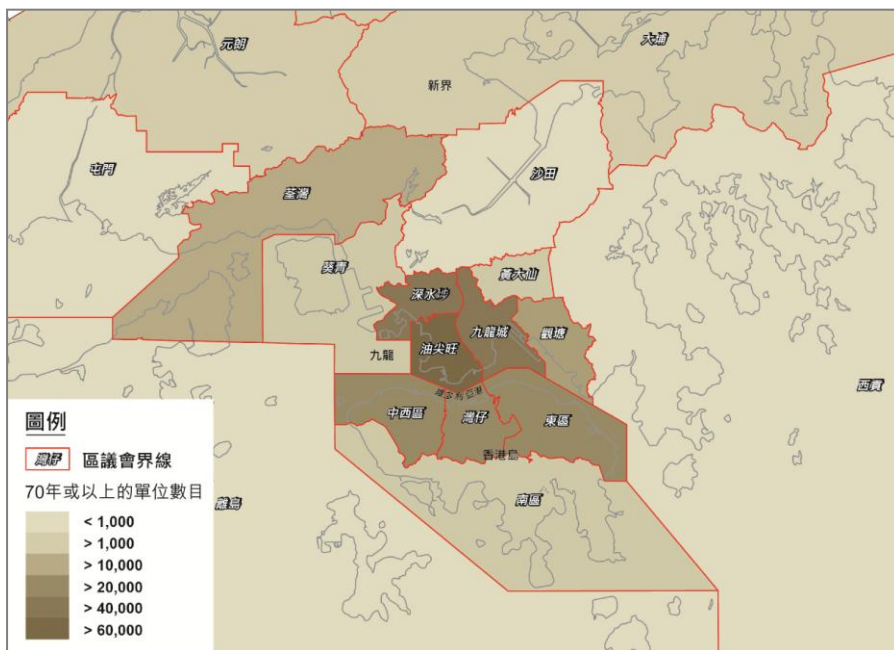 元朗
大埔
新界
屯門
荃灣
沙田
葵青
黃大仙
深水埗
九龍城
觀塘
九龍
油尖旺
西貢
維多利亞港
中西區
灣仔
東區
香港島
南區
離島
圖例
灣仔 區議會界線
70年或以上的單位數目
< 1,000
> 1,000
> 10,000
> 20,000
> 40,000
> 60,000